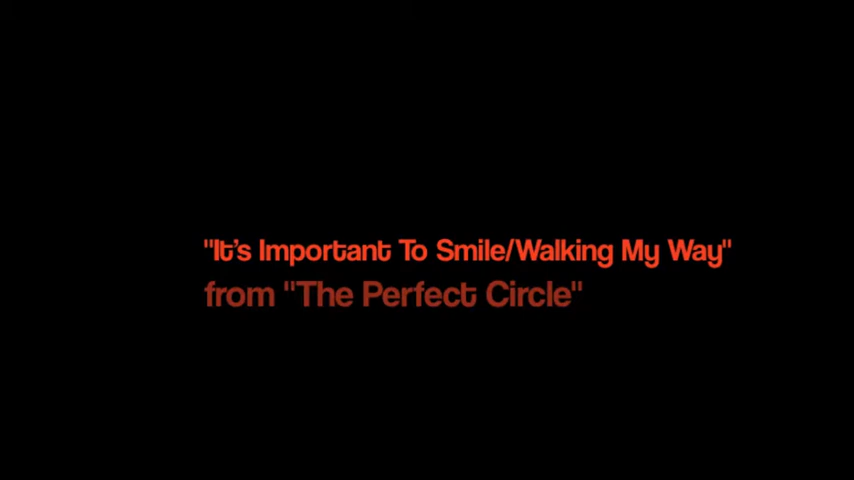 "It's Important To Smile/Walking My Way"
from "The Perfect Circle"